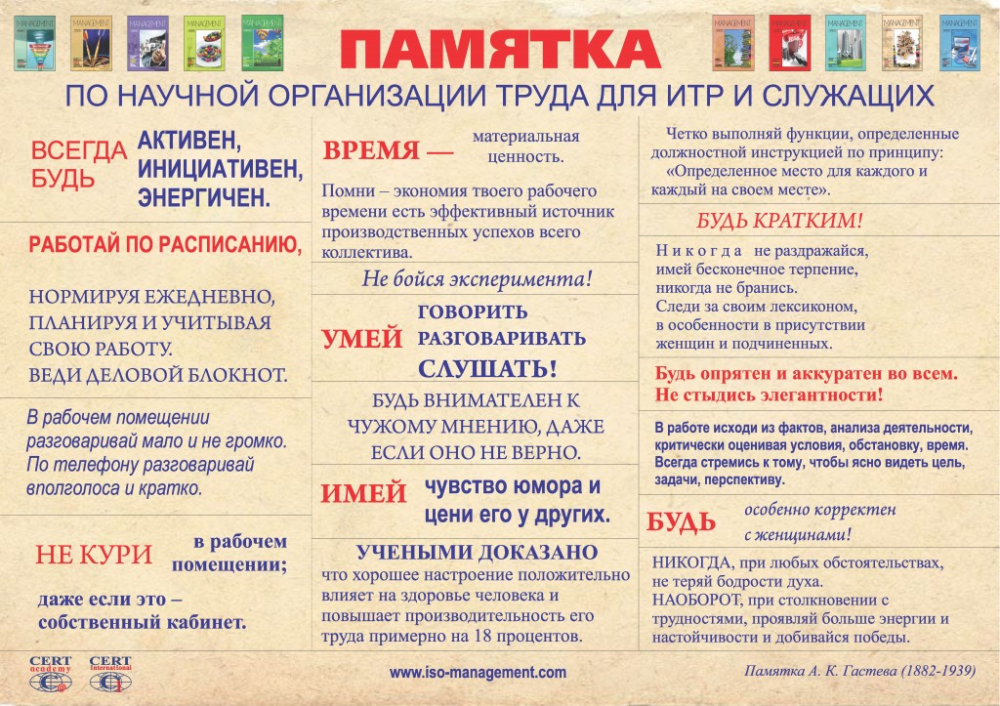 ПАМЯТКА
ПО НАУЧНОЙ ОРГАНИЗАЦИИ ТРУДА ДЛЯ ИТР И СЛУЖАЩИХ
ВСЕГДА БУДЬ
АКТИВЕН,
ИНИЦИАТИВЕН,
ЭНЕРГИЧЕН.
РАБОТАЙ ПО РАСПИСАНИЮ,
НОРМИРУЯ ЕЖЕДНЕВНО,
ПЛАНИРУЯ И УЧИТЫВАЯ
СВОЮ РАБОТУ.
ВЕДИ ДЕЛОВОЙ БЛОКНОТ.
В рабочем помещении
разговаривай мало и не громко.
По телефону разговаривай
вполголоса и кратко.
НЕ КУРИ
в рабочем
помещении;
даже если это –
собственный кабинет.
ВРЕМЯ —
материальная
ценность.
Помни – экономия твоего рабочего
времени есть эффективный источник
производственных успехов всего
коллектива.
Не бойся эксперимента!
УМЕЙ
ГОВОРИТЬ
РАЗГОВАРИВАТЬ
СЛУШАТЬ!
БУДЬ ВНИМАТЕЛЕН К
ЧУЖОМУ МНЕНИЮ, ДАЖЕ
ЕСЛИ ОНО НЕ ВЕРНО.
ИМЕЙ
чувство юмора и
цени его у других.
УЧЕНЫМИ ДОКАЗАНО
что хорошее настроение положительно
влияет на здоровье человека и
повышает производительность его
труда примерно на 18 процентов.
Четко выполняй функции, определенные
должностной инструкцией по принципу:
«Определенное место для каждого и
каждый на своем месте».
БУДЬ КРАТКИМ!
Никогда не раздражайся,
имей бесконечное терпение,
никогда не бранись.
Следи за своим лексиконом,
в особенности в присутствии
женщин и подчиненных.
Будь опрятен и аккуратен во всем.
Не стыдись элегантности!
В работе исходи из фактов, анализа деятельности,
критически оценивая условия, обстановку, время.
Всегда стремись к тому, чтобы ясно видеть цель,
задачи, перспективу.
БУДЬ
особенно корректен
с женщинами!
НИКОГДА, при любых обстоятельствах,
не теряй бодрости духа.
НАОБОРОТ, при столкновении с
трудностями, проявляй больше энергии и
настойчивости и добивайся победы.
CERT
academy
CERT
International
www.iso-management.com
Памятка А. К. Гастева (1882-1939)